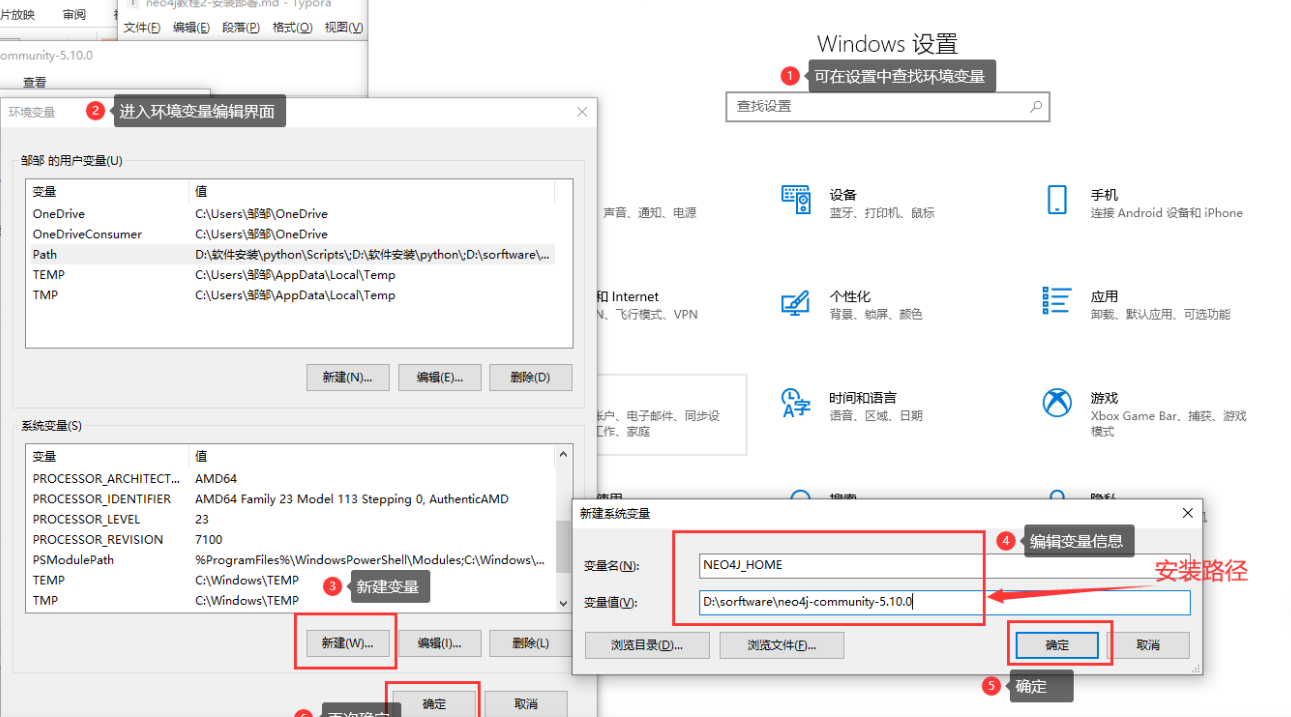 片放映 审阅
neo4j教程2-安装部署.md - Typora
文件(F) 编辑(E) 段落(P) 格式(O) 视图(V)
ommunity-5.10.0
查看
Windows 设置
1 可在设置中查找环境变量
查找设置
环境变量
2 进入环境变量编辑界面
邹邹 的用户变量(U)
变量 值
OneDrive C:\Users\邹邹\OneDrive
OneDriveConsumer C:\Users\邹邹\OneDrive
Path D:\软件安装\python\Scripts\;D:\软件安装\python\;D:\sorftware\...
TEMP C:\Users\邹邹\AppData\Local\Temp
TMP C:\Users\邹邹\AppData\Local\Temp
新建(N)... 编辑(E)... 删除(D)
系统变量(S)
变量 值
PROCESSOR_ARCHITECT... AMD64
PROCESSOR_IDENTIFIER AMD64 Family 23 Model 113 Stepping 0, AuthenticAMD
PROCESSOR_LEVEL 23
PROCESSOR_REVISION 7100
PSModulePath %ProgramFiles%\WindowsPowerShell\Modules;C:\Windows\...
TEMP C:\Windows\TEMP
TMP C:\Windows\TEMP
3 新建变量
新建(W)... 编辑(I)... 删除(L)
确定 取消
6 再次确定
声音、通知、电源
设备
蓝牙、打印机、鼠标
手机
连接 Android 设备和 iPhone
和 Internet
N、飞行模式、VPN
个性化
背景、锁屏、颜色
应用
卸载、默认应用、可选功能
帐户、电子邮件、同步设
工作、家庭
时间和语言
语音、区域、日期
游戏
Xbox Game Bar、捕获、游戏
模式
使用
搜索
隐私
新建系统变量
4 编辑变量信息
变量名(N): NEO4J_HOME
变量值(V): D:\sorftware\neo4j-community-5.10.0
安装路径
浏览目录(D)... 浏览文件(F)... 确定 取消
5 确定